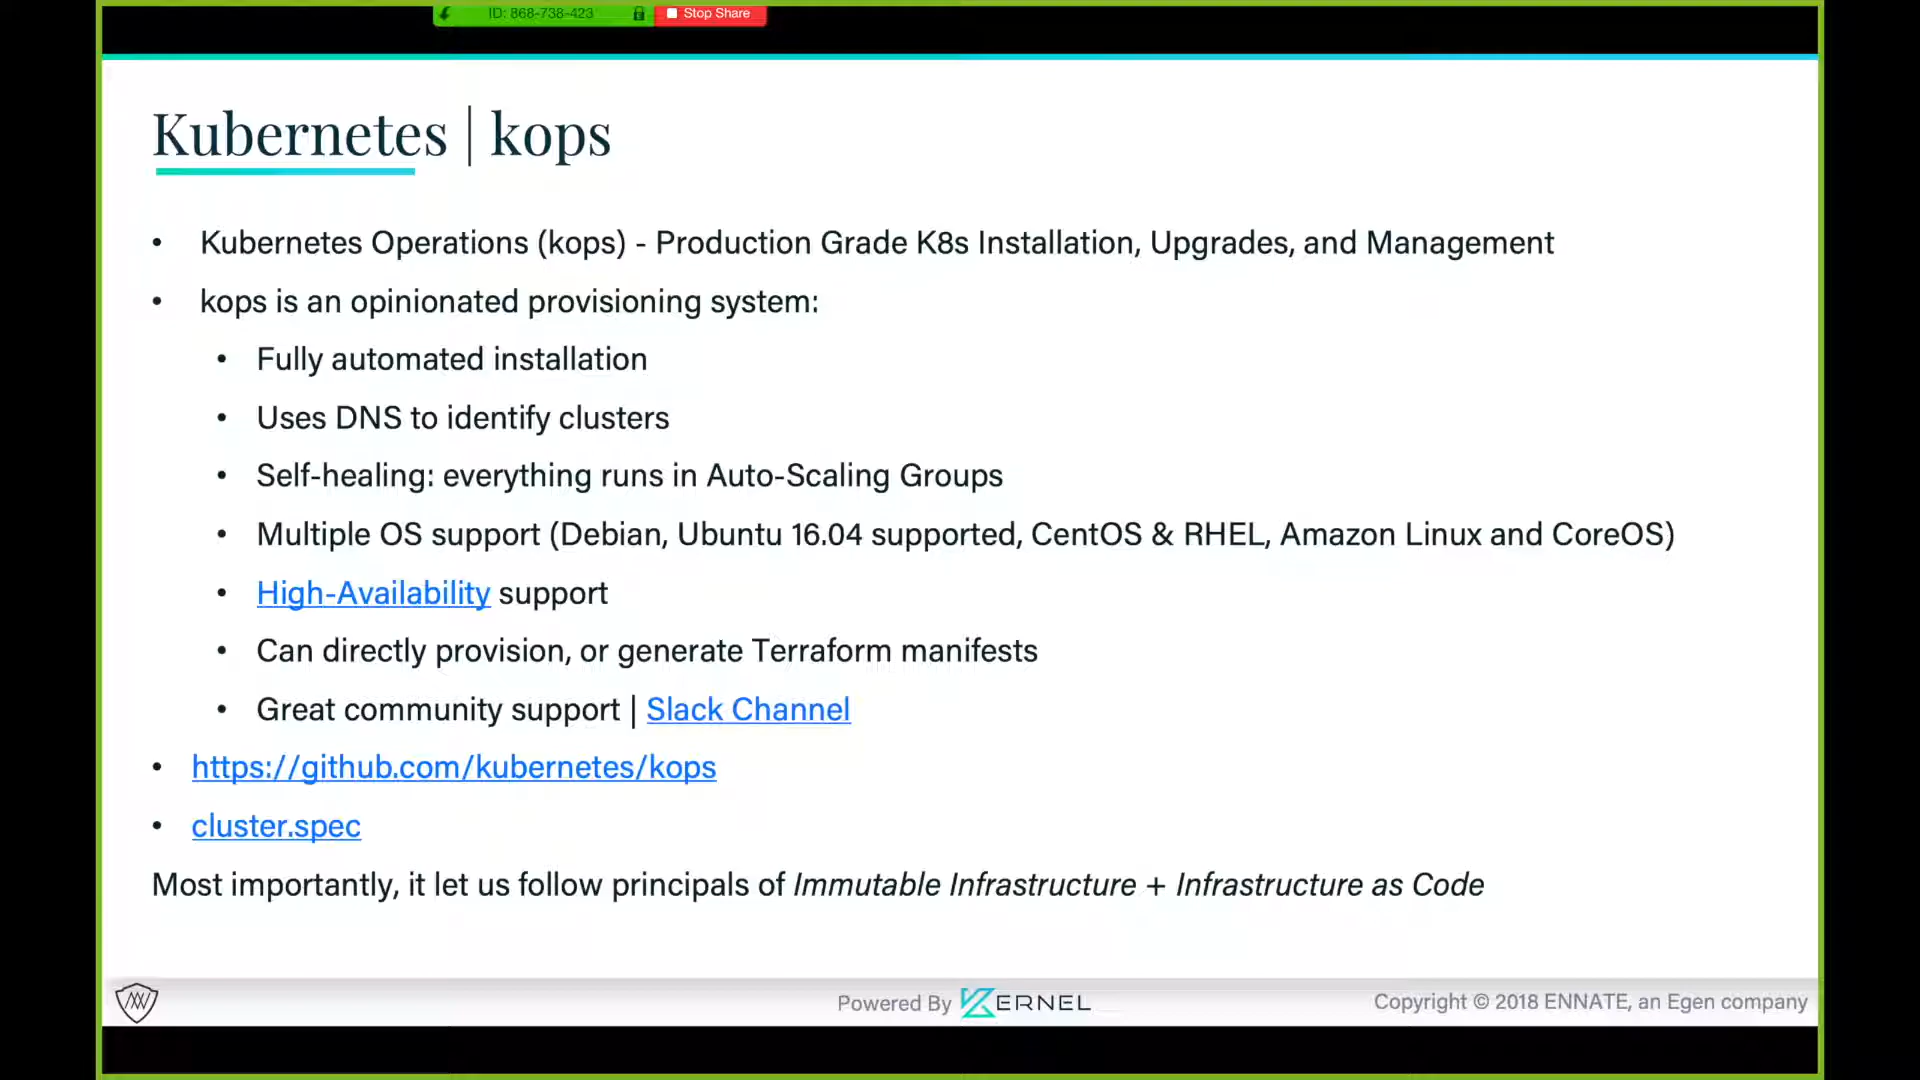 ID: 868-738-423
Stop Share
Kubernetes | kops
• Kubernetes Operations (kops) - Production Grade K8s Installation, Upgrades, and Management
• kops is an opinionated provisioning system:
• Fully automated installation
• Uses DNS to identify clusters
• Self-healing: everything runs in Auto-Scaling Groups
• Multiple OS support (Debian, Ubuntu 16.04 supported, CentOS & RHEL, Amazon Linux and CoreOS)
• High-Availability support
• Can directly provision, or generate Terraform manifests
• Great community support | Slack Channel
• https://github.com/kubernetes/kops
• cluster.spec
Most importantly, it let us follow principals of Immutable Infrastructure + Infrastructure as Code
Powered By KERNEL
Copyright © 2018 ENNATE, an Egen company